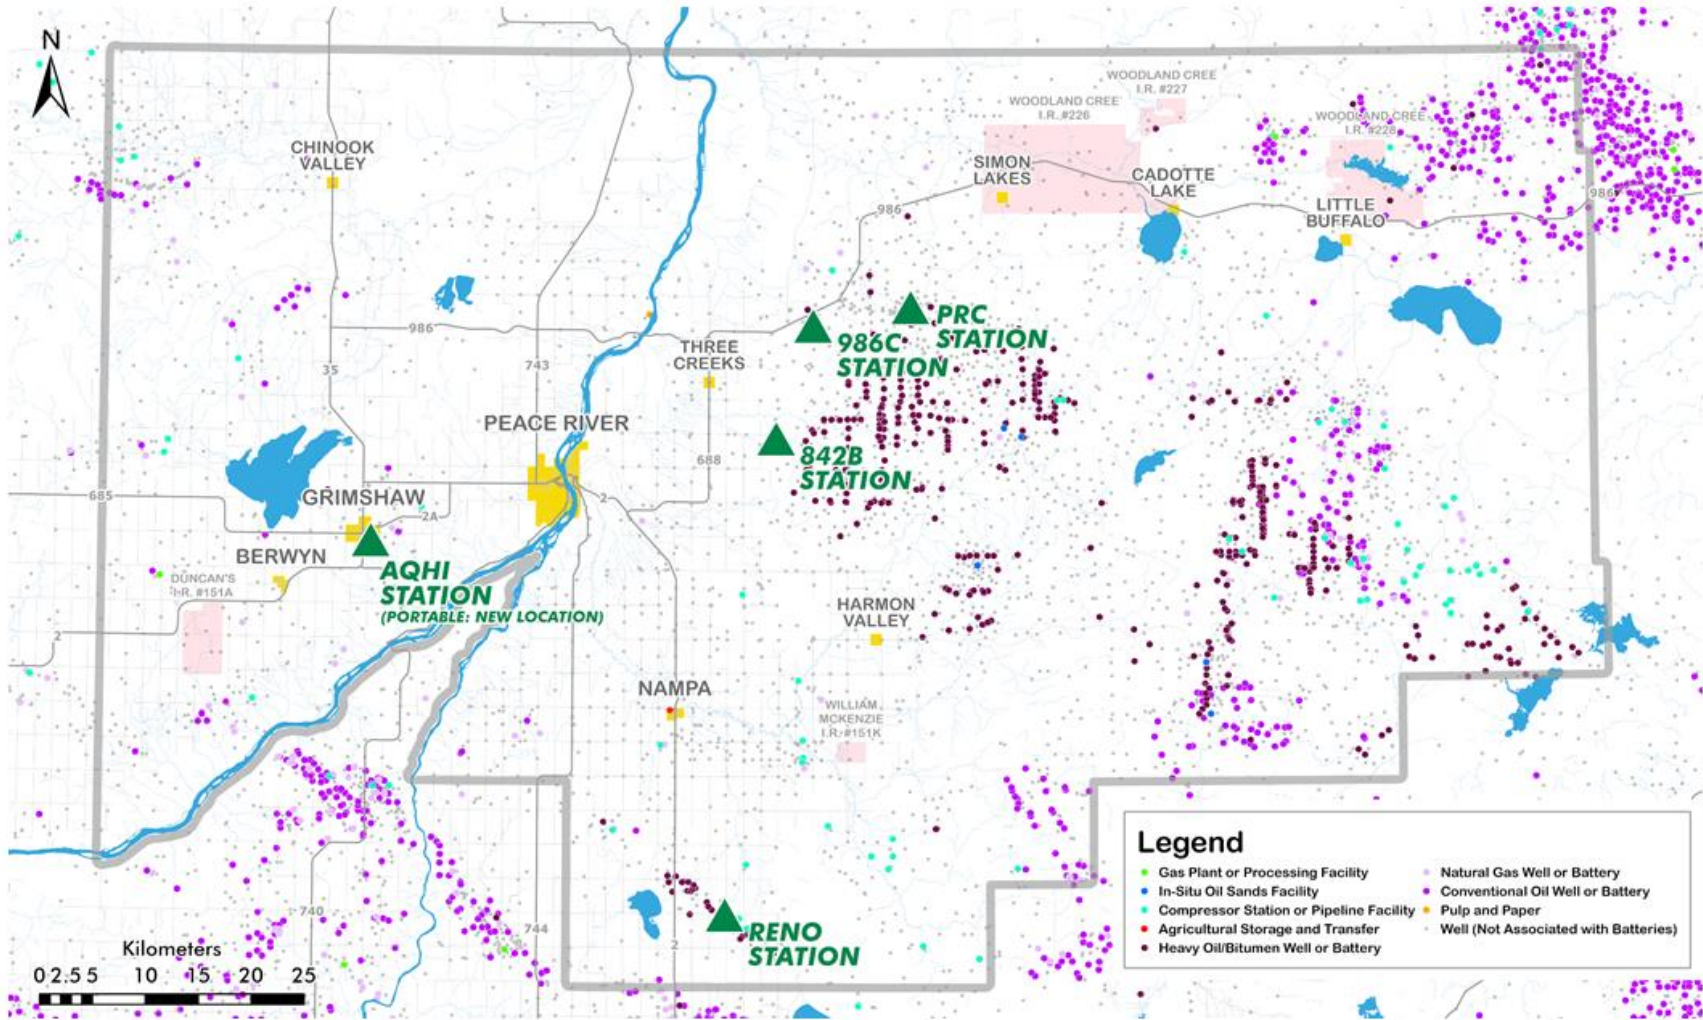 N
WOODLAND CREE
I.R. #227
WOODLAND CREE
I.R. #226
WOODLAND CREE
I.R. #228
CHINOOK
VALLEY
SIMON
LAKES
CADOTTE
LAKE
986
LITTLE
BUFFALO
986
PRC
STATION
986C
STATION
986
THREE
CREEKS
35
743
PEACE RIVER
842B
STATION
688
685
GRIMSHAW
2A
2
BERWYN
AQHI
STATION
(PORTABLE: NEW LOCATION)
DUNCAN'S
I.R. #151A
2
HARMON
VALLEY
NAMPA
WILLIAM
MCKENZIE
I.R. #151K
740
744
2
RENO
STATION
Kilometers
0 2.5 5 10 15 20 25
Legend
Gas Plant or Processing Facility
In-Situ Oil Sands Facility
Compressor Station or Pipeline Facility
Agricultural Storage and Transfer
Heavy Oil/Bitumen Well or Battery
Natural Gas Well or Battery
Conventional Oil Well or Battery
Pulp and Paper
Well (Not Associated with Batteries)